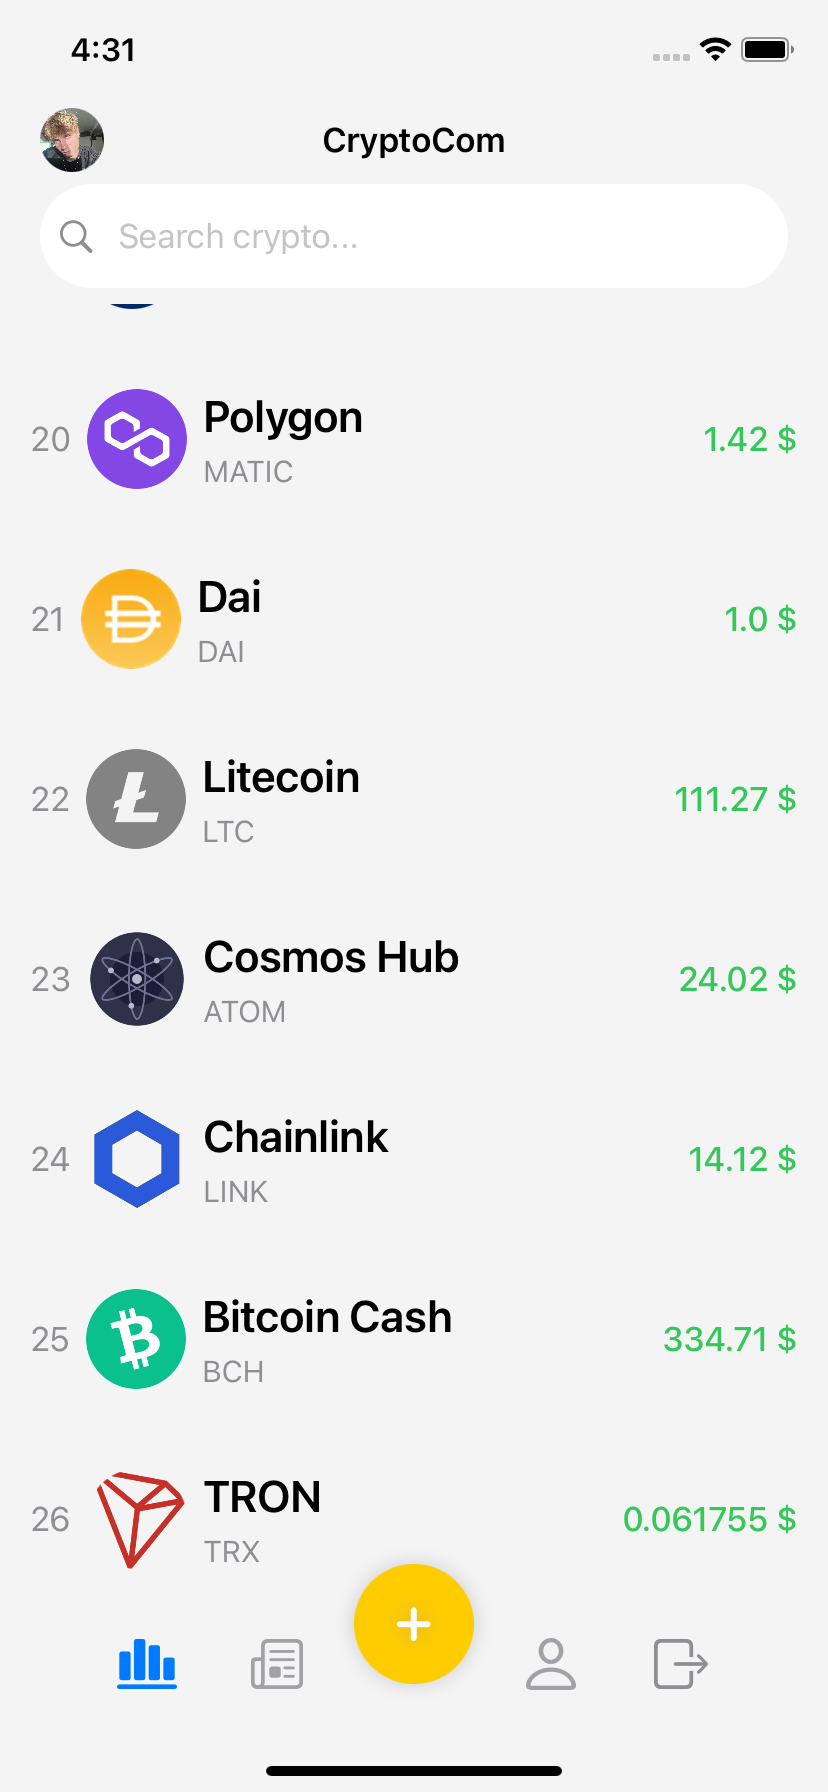 4:31
CryptoCom
Search crypto...
20
Polygon
MATIC
1.42 $
21
Dai
DAI
1.0 $
22
Litecoin
LTC
111.27 $
23
Cosmos Hub
ATOM
24.02 $
24
Chainlink
LINK
14.12 $
25
Bitcoin Cash
BCH
334.71 $
26
TRON
TRX
0.061755 $